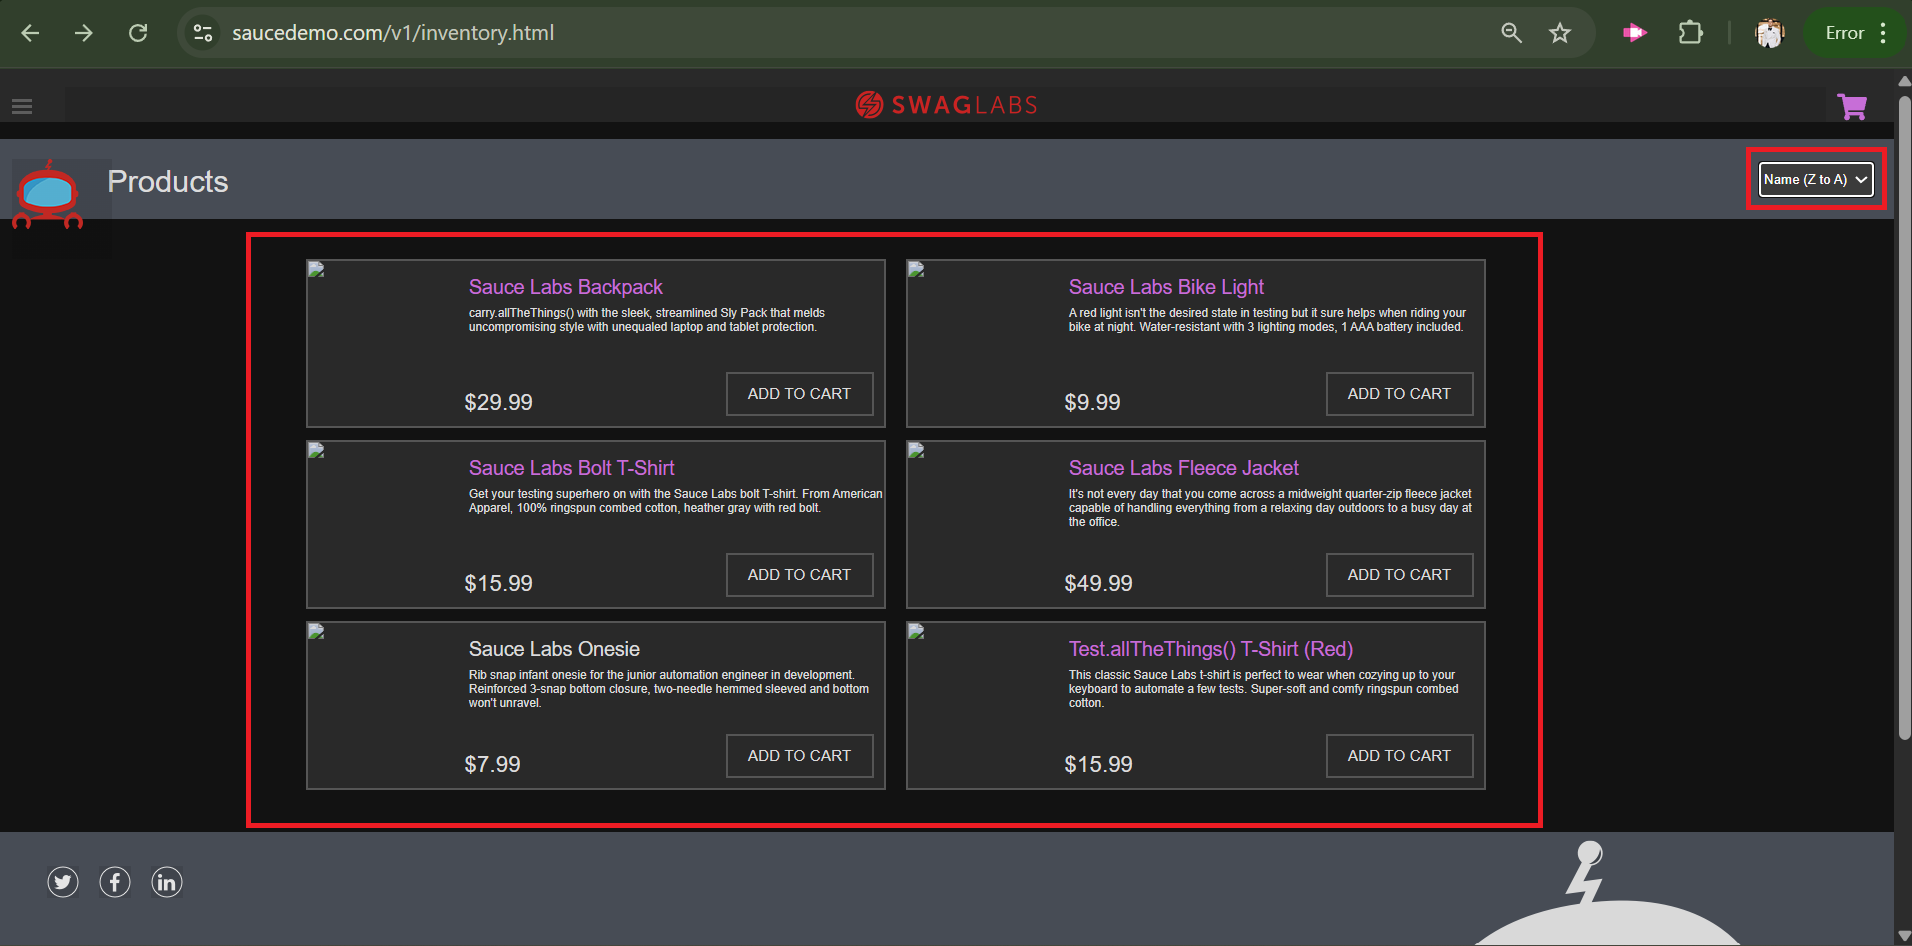 saucedemo.com/v1/inventory.html
Error
SWAGLABS
Products
Name (Z to A)
Sauce Labs Backpack
carry.allTheThings() with the sleek, streamlined Sly Pack that melds
uncompromising style with unequaled laptop and tablet protection.
$29.99
ADD TO CART
Sauce Labs Bike Light
A red light isn't the desired state in testing but it sure helps when riding your
bike at night. Water-resistant with 3 lighting modes, 1 AAA battery included.
$9.99
ADD TO CART
Sauce Labs Bolt T-Shirt
Get your testing superhero on with the Sauce Labs bolt T-shirt. From American
Apparel, 100% ringspun combed cotton, heather gray with red bolt.
$15.99
ADD TO CART
Sauce Labs Fleece Jacket
It's not every day that you come across a midweight quarter-zip fleece jacket
capable of handling everything from a relaxing day outdoors to a busy day at
the office.
$49.99
ADD TO CART
Sauce Labs Onesie
Rib snap infant onesie for the junior automation engineer in development.
Reinforced 3-snap bottom closure, two-needle hemmed sleeved and bottom
won't unravel.
$7.99
ADD TO CART
Test.allTheThings() T-Shirt (Red)
This classic Sauce Labs t-shirt is perfect to wear when cozying up to your
keyboard to automate a few tests. Super-soft and comfy ringspun combed
cotton.
$15.99
ADD TO CART